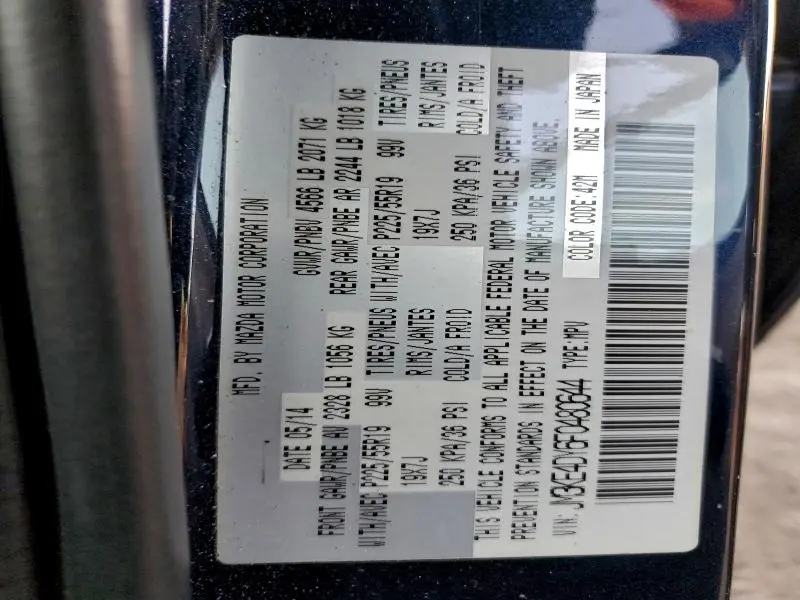 MFD. BY MAZDA MOTOR CORPORATION
DATE 05/14 GVWR/PNBV 4566 LB 2071 KG
FRONT GAWR/PNBE AV 2328 LB 1056 KG REAR GAWR/PNBE AR 2244 LB 1018 KG
WITH/AVEC P225/55R19 99V TIRES/PNEUS WITH/AVEC P225/55R19 99V TIRES/PNEUS
19X7J RIMS/JANTES 19X7J RIMS/JANTES
250 KPA/36 PSI COLD/A FROID 250 KPA/36 PSI COLD/A FROID
THIS VEHICLE CONFORMS TO ALL APPLICABLE FEDERAL MOTOR VEHICLE SAFETY AND THEFT
PREVENTION STANDARDS IN EFFECT ON THE DATE OF MANUFACTURE SHOWN ABOVE.
VIN: JM3KE4DY6F0480644 TYPE:MPV COLOR CODE:42M MADE IN JAPAN